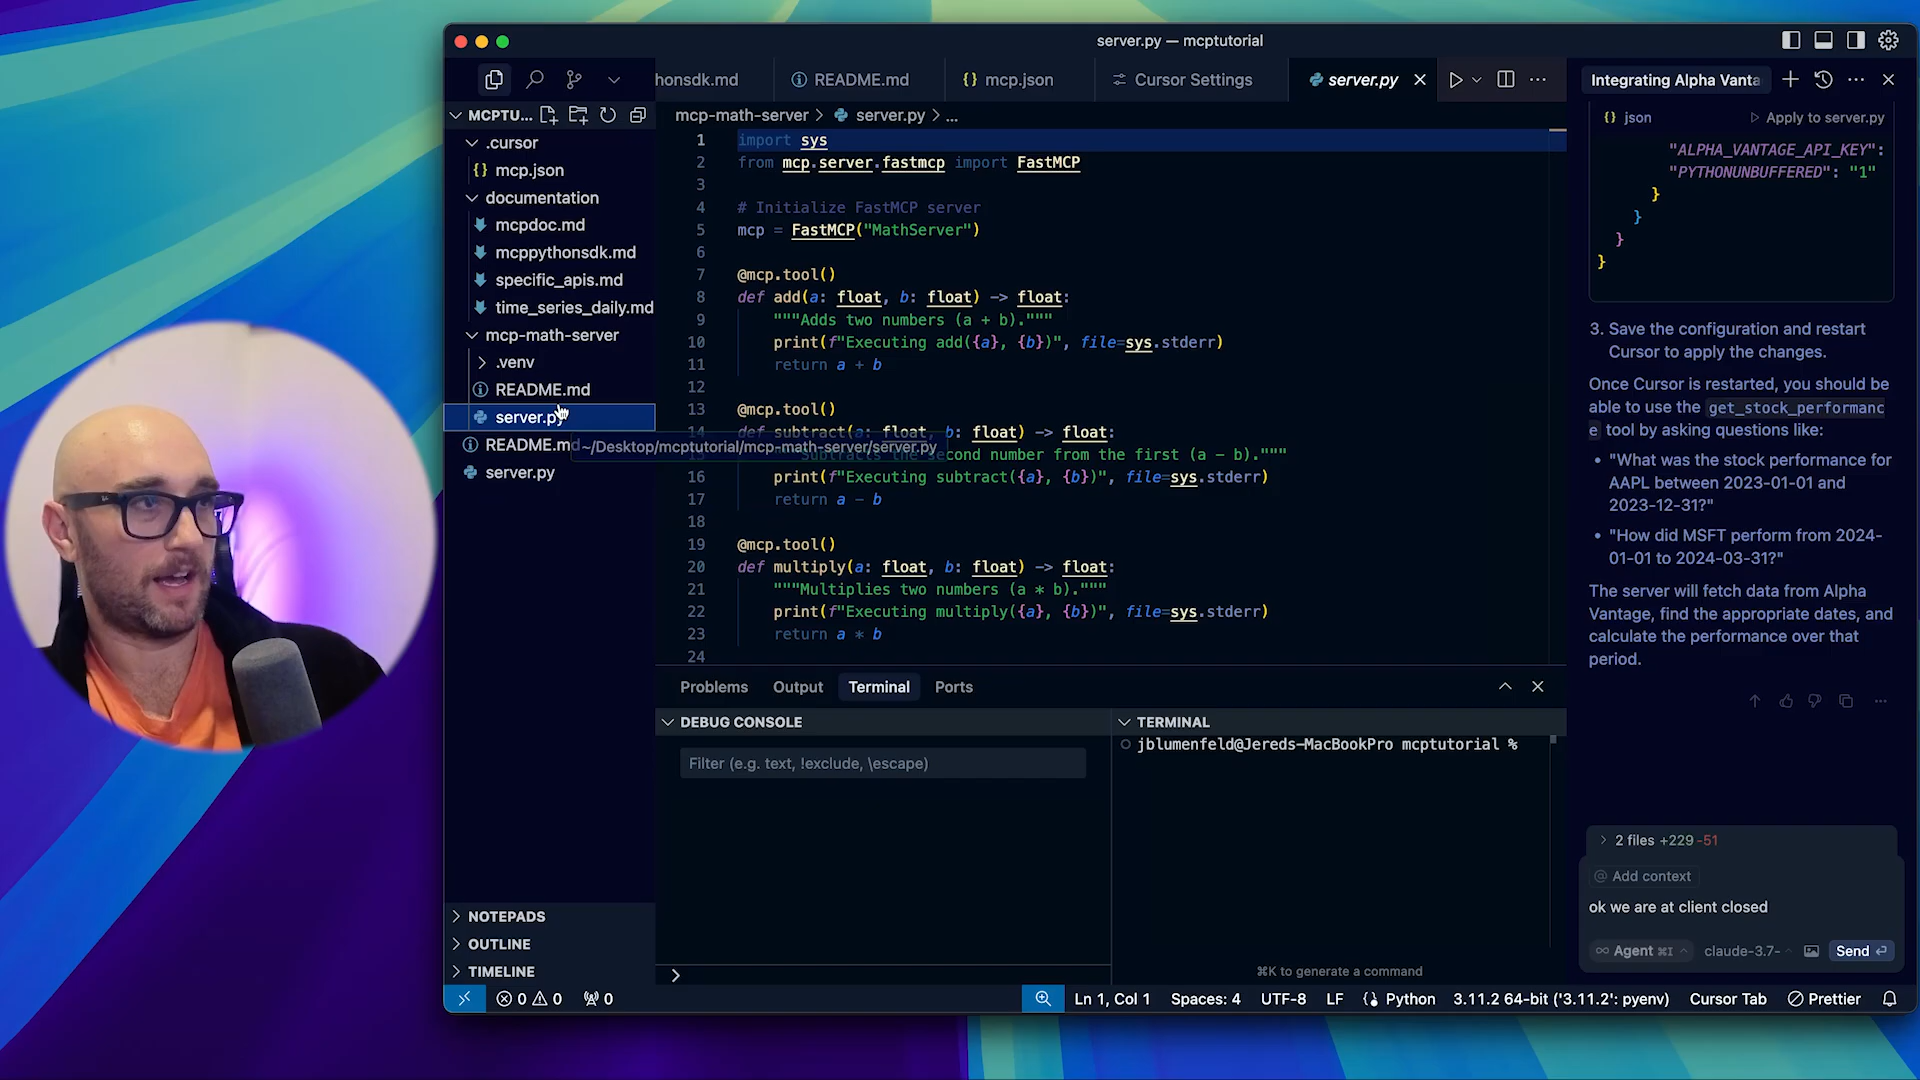 server.py — mcptutorial
honsdk.md
README.md
mcp.json
Cursor Settings
server.py
Integrating Alpha Vanta
MCPTU...
.cursor
mcp.json
documentation
mcpdoc.md
mcppythonsdk.md
specific_apis.md
time_series_daily.md
mcp-math-server
.venv
README.md
server.py
README.md
server.py
~/Desktop/mcptutorial/mcp-math-server/server.py
NOTEPADS
OUTLINE
TIMELINE
mcp-math-server > server.py > ...
1 import sys
2 from mcp.server.fastmcp import FastMCP
3
4 # Initialize FastMCP server
5 mcp = FastMCP("MathServer")
6
7 @mcp.tool()
8 def add(a: float, b: float) -> float:
9 """Adds two numbers (a + b)."""
10 print(f"Executing add({a}, {b})", file=sys.stderr)
11 return a + b
12
13 @mcp.tool()
14 def subtract(a: float, b: float) -> float:
15 """Subtracts the second number from the first (a - b)."""
16 print(f"Executing subtract({a}, {b})", file=sys.stderr)
17 return a - b
18
19 @mcp.tool()
20 def multiply(a: float, b: float) -> float:
21 """Multiplies two numbers (a * b)."""
22 print(f"Executing multiply({a}, {b})", file=sys.stderr)
23 return a * b
24
Problems Output Terminal Ports
DEBUG CONSOLE
Filter (e.g. text, !exclude, \escape)
TERMINAL
jblumenfeld@Jereds-MacBookPro mcptutorial %
⌘K to generate a command
{} json
Apply to server.py
"ALPHA_VANTAGE_API_KEY":
"PYTHONUNBUFFERED": "1"
}
}
}
}
3. Save the configuration and restart
Cursor to apply the changes.
Once Cursor is restarted, you should be
able to use the get_stock_performanc
e tool by asking questions like:
• "What was the stock performance for
AAPL between 2023-01-01 and
2023-12-31?"
• "How did MSFT perform from 2024-
01-01 to 2024-03-31?"
The server will fetch data from Alpha
Vantage, find the appropriate dates, and
calculate the performance over that
period.
2 files +229 -51
@ Add context
ok we are at client closed
∞ Agent ⌘I
claude-3.7-
Send
0 0 0
Ln 1, Col 1 Spaces: 4 UTF-8 LF Python 3.11.2 64-bit ('3.11.2': pyenv) Cursor Tab Prettier